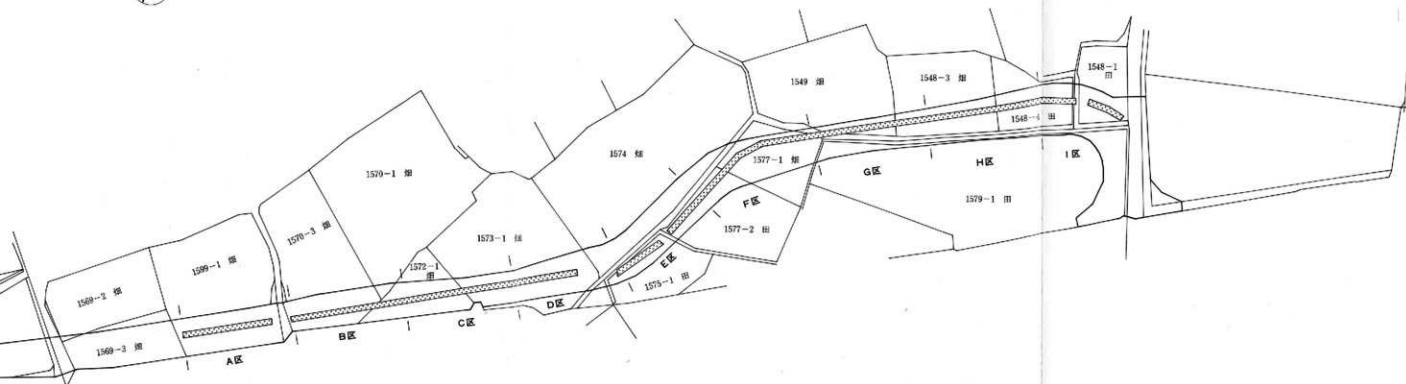 1569-2 畑
1569-3 畑
1599-1 畑
1570-3 畑
1570-1 畑
1572-1 畑
1573-1 畑
1574 畑
1575-1 田
1577-1 畑
1577-2 田
1549 畑
1548-3 畑
1548-4 田
1548-1
田
1579-1 田
A区
B区
C区
D区
E区
F区
G区
H区
I区